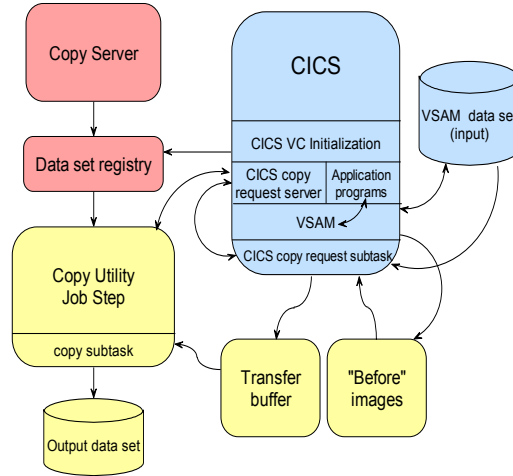 Copy Server
CICS
VSAM data set
(input)
CICS VC Initialization
Data set registry
CICS copy
request server
Application
programs
VSAM
CICS copy request subtask
Copy Utility
Job Step
copy subtask
Transfer
buffer
"Before"
images
Output data set